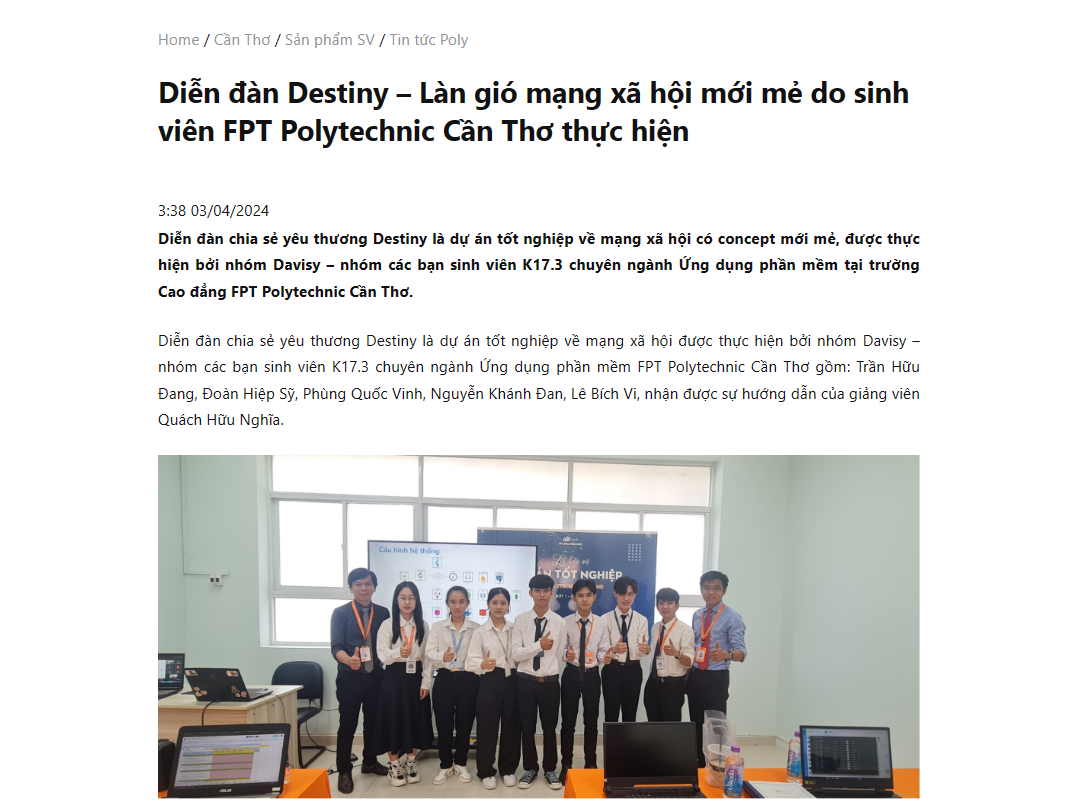 Home / Cần Thơ / Sản phẩm SV / Tin tức Poly
Diễn đàn Destiny – Làn gió mạng xã hội mới mẻ do sinh
viên FPT Polytechnic Cần Thơ thực hiện
3:38 03/04/2024
Diễn đàn chia sẻ yêu thương Destiny là dự án tốt nghiệp về mạng xã hội có concept mới mẻ, được thực
hiện bởi nhóm Davisy – nhóm các bạn sinh viên K17.3 chuyên ngành Ứng dụng phần mềm tại trường
Cao đẳng FPT Polytechnic Cần Thơ.
Diễn đàn chia sẻ yêu thương Destiny là dự án tốt nghiệp về mạng xã hội được thực hiện bởi nhóm Davisy –
nhóm các bạn sinh viên K17.3 chuyên ngành Ứng dụng phần mềm FPT Polytechnic Cần Thơ gồm: Trần Hữu
Đang, Đoàn Hiệp Sỹ, Phùng Quốc Vinh, Nguyễn Khánh Đan, Lê Bích Vi, nhận được sự hướng dẫn của giảng viên
Quách Hữu Nghĩa.
Cấu hình hệ thống
ÁN TỐT NGHIỆP